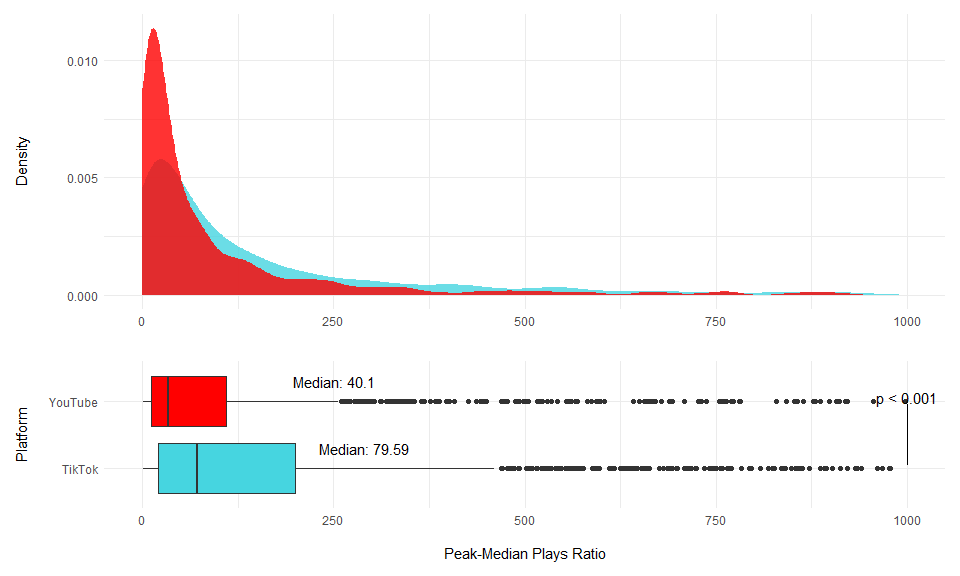 0.010
0.005
0.000
Density
0 250 500 750 1000
YouTube
Median: 40.1
p < 0.001
TikTok
Median: 79.59
Platform
0 250 500 750 1000
Peak-Median Plays Ratio